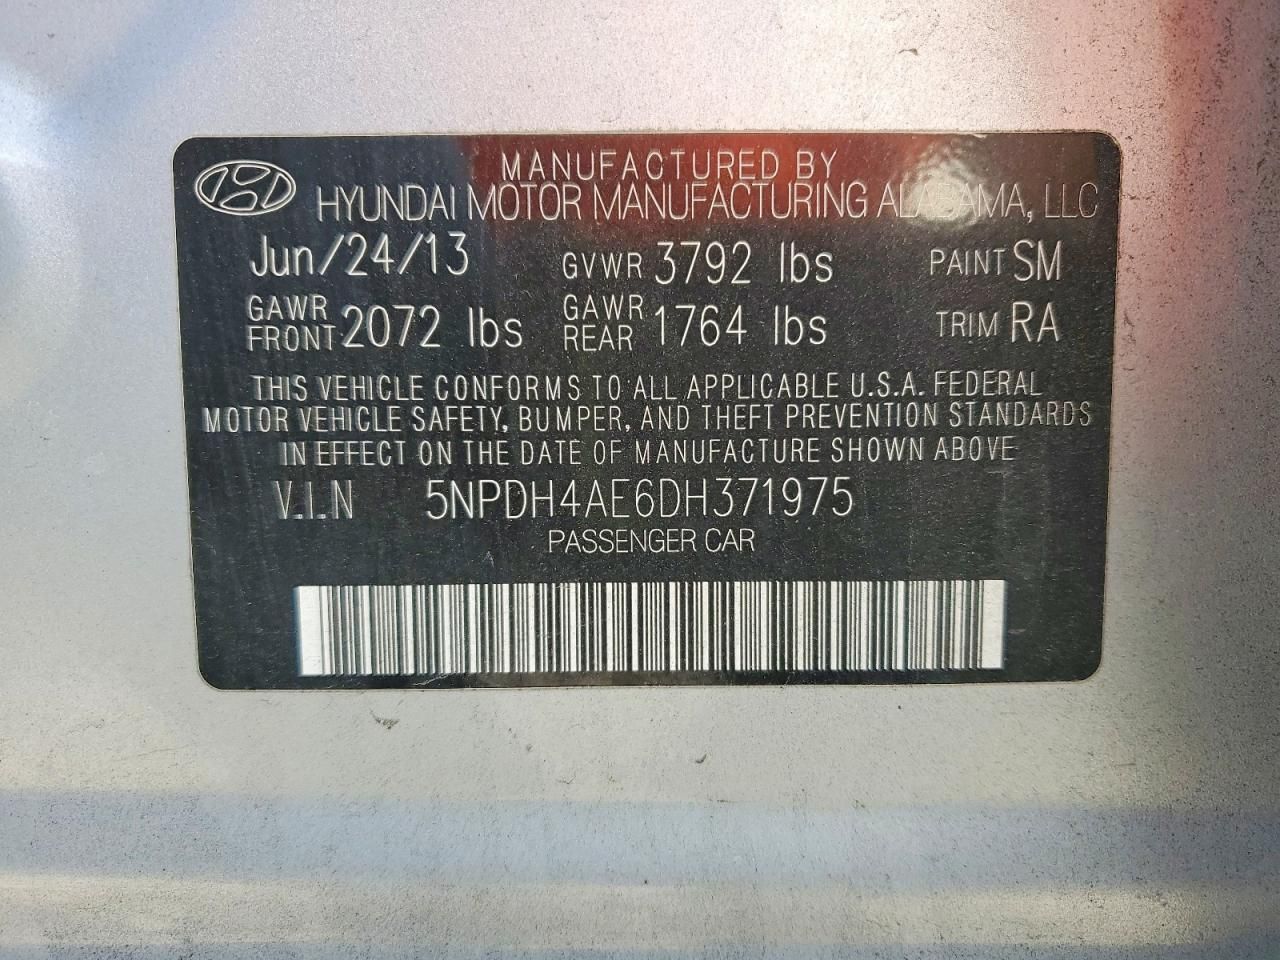 MANUFACTURED BY
HYUNDAI MOTOR MANUFACTURING ALABAMA, LLC
Jun/24/13 GVWR 3792 lbs PAINT SM
GAWR FRONT 2072 lbs GAWR REAR 1764 lbs TRIM RA
THIS VEHICLE CONFORMS TO ALL APPLICABLE U.S.A. FEDERAL
MOTOR VEHICLE SAFETY, BUMPER, AND THEFT PREVENTION STANDARDS
IN EFFECT ON THE DATE OF MANUFACTURE SHOWN ABOVE
V.I.N 5NPDH4AE6DH371975
PASSENGER CAR